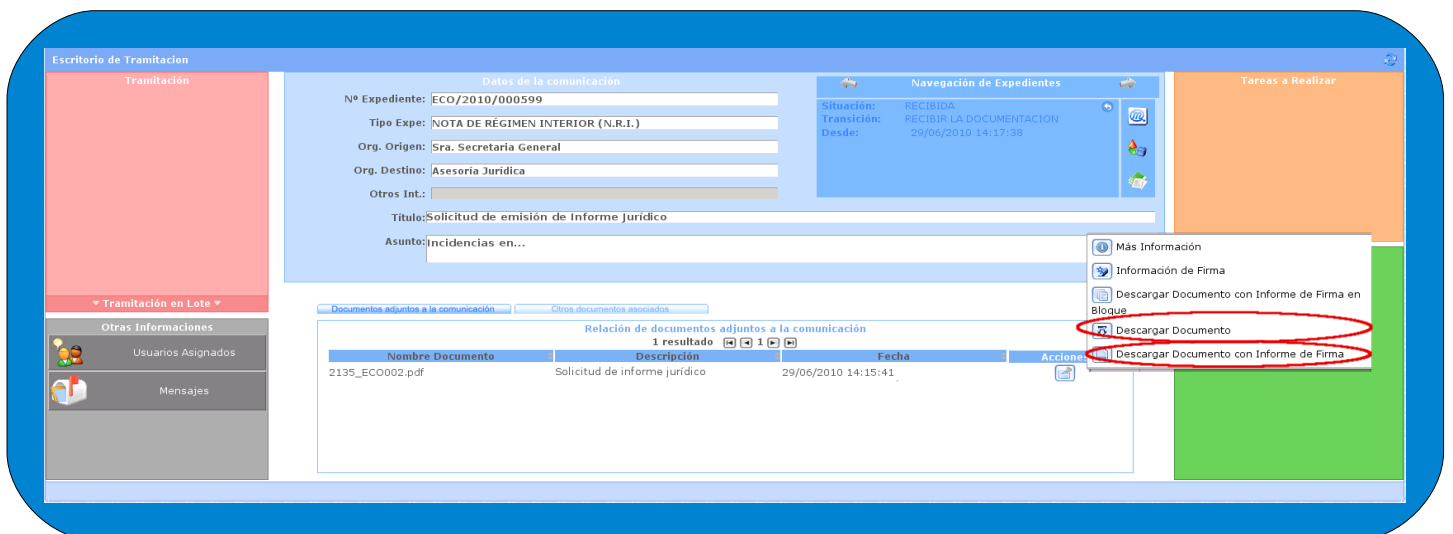 Escritorio de Tramitacion
Tramitación
Datos de la comunicación
Nº Expediente: ECO/2010/000599
Tipo Expe: NOTA DE RÉGIMEN INTERIOR (N.R.I.)
Org. Origen: Sra. Secretaria General
Org. Destino: Asesoría Jurídica
Otros Int.:
Título: Solicitud de emisión de Informe Jurídico
Asunto: Incidencias en...
Navegación de Expedientes
Situación: RECIBIDA
Transición: RECIBIR LA DOCUMENTACION
Desde: 29/06/2010 14:17:38
Tareas a Realizar
Más Información
Información de Firma
Descargar Documento con Informe de Firma en
Bloque
Descargar Documento
Descargar Documento con Informe de Firma
Tramitación en Lote
Otras Informaciones
Usuarios Asignados
Mensajes
Documentos adjuntos a la comunicación
Otros documentos asociados
Relación de documentos adjuntos a la comunicación
1 resultado 1
Nombre Documento Descripción Fecha Acciones
2135_ECO002.pdf Solicitud de informe jurídico 29/06/2010 14:15:41